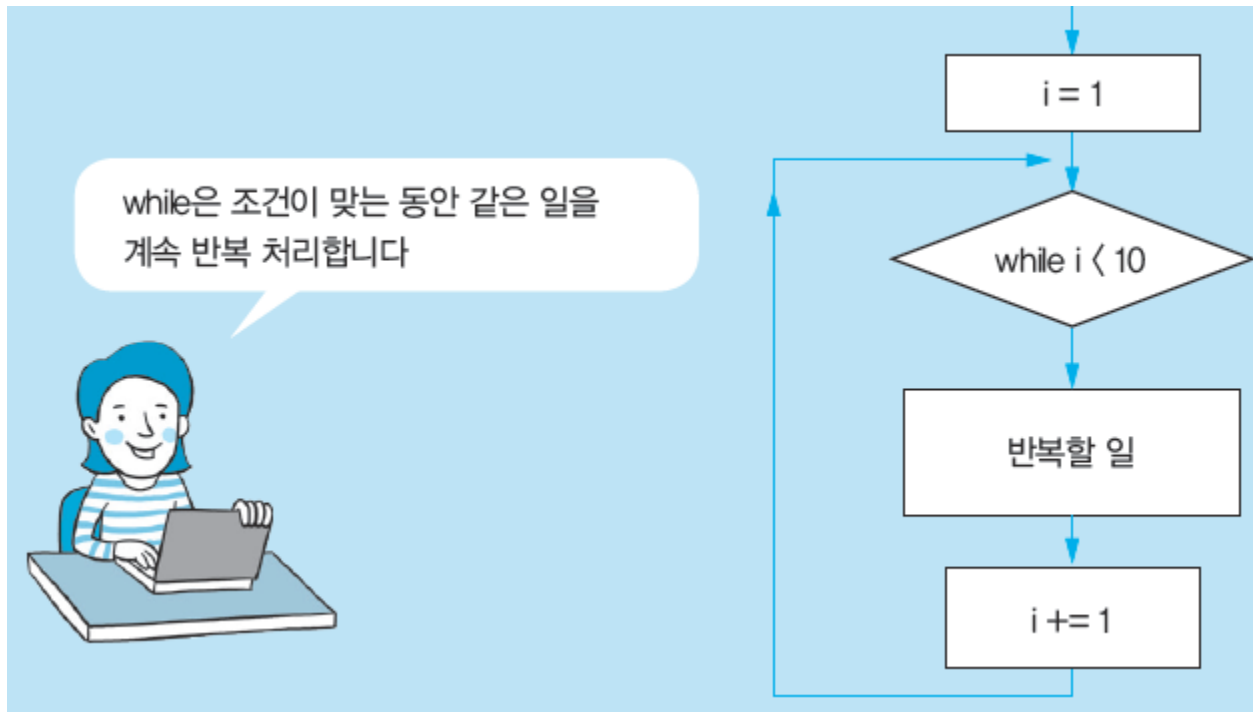 i = 1
while은 조건이 맞는 동안 같은 일을
계속 반복 처리합니다
while i < 10
반복할 일
i += 1